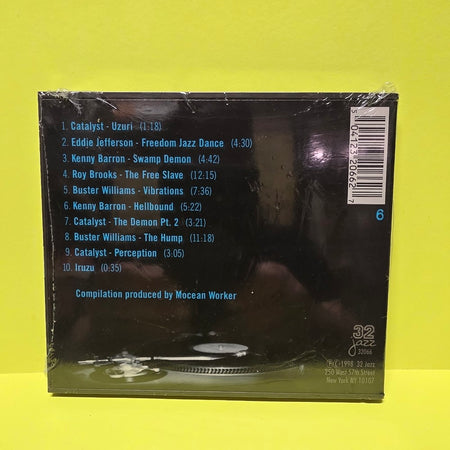 1. Catalyst - Uzuri (1:18)
2. Eddie Jefferson - Freedom Jazz Dance (4:30)
3. Kenny Barron - Swamp Demon (4:42)
4. Roy Brooks - The Free Slave (12:15)
5. Buster Williams - Vibrations (7:36)
6. Kenny Barron - Hellbound (5:22)
7. Catalyst - The Demon Pt. 2 (3:21)
8. Buster Williams - The Hump (11:18)
9. Catalyst - Perception (3:05)
10. Iruzu (0:35)
Compilation produced by Mocean Worker
5 04123 20662 7
6
32
jazz
32066
1998 32 Jazz
250 West 57th Street
New York NY 10107